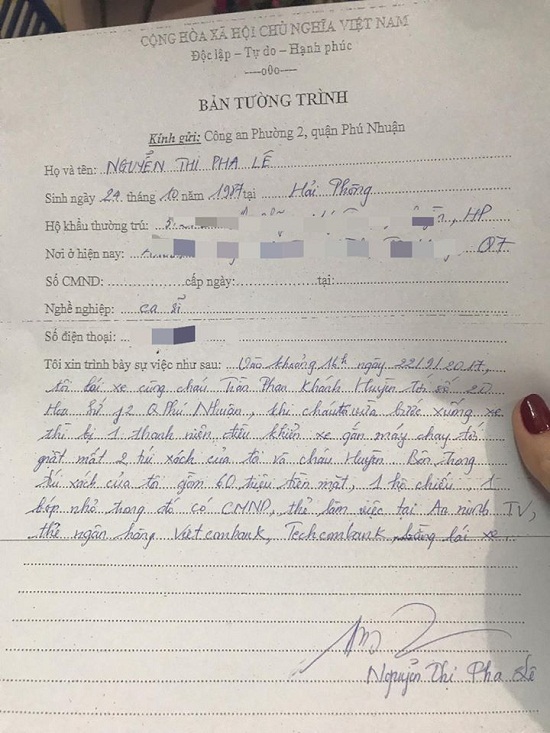 CỘNG HÒA XÃ HỘI CHỦ NGHĨA VIỆT NAM
Độc lập – Tự do – Hạnh phúc
-----o0o-----
BẢN TƯỜNG TRÌNH
Kính gửi: Công an Phường 2, quận Phú Nhuận
Họ và tên: NGUYỄN THỊ PHA LÊ
Sinh ngày 24 tháng 10 năm 1987 tại Hải Phòng
Hộ khẩu thường trú: HP
Nơi ở hiện nay: Q7
Số CMND: cấp ngày: tại:
Nghề nghiệp: ca sĩ
Số điện thoại:
Tôi xin trình bày sự việc như sau: Vào khoảng 16h ngày 22/9/2017,
tôi lái xe cùng cháu Trần Phan Khánh Huyền tới số 20
Hoa Sứ f2 Q Phú Nhuận, khi cháu vừa bước xuống xe
thì bị 1 thanh niên điều khiển xe gắn máy chạy tới
giật mất 2 túi xách của tôi và cháu Huyền. Bên trong
túi xách của tôi gồm 60 triệu tiền mặt, 1 hộ chiếu, 1
bóp nhỏ trong đó có CMND, thẻ làm việc tại An ninh TV,
thẻ ngân hàng Vietcombank, Techcombank, bằng lái xe
Nguyễn Thị Pha Lê